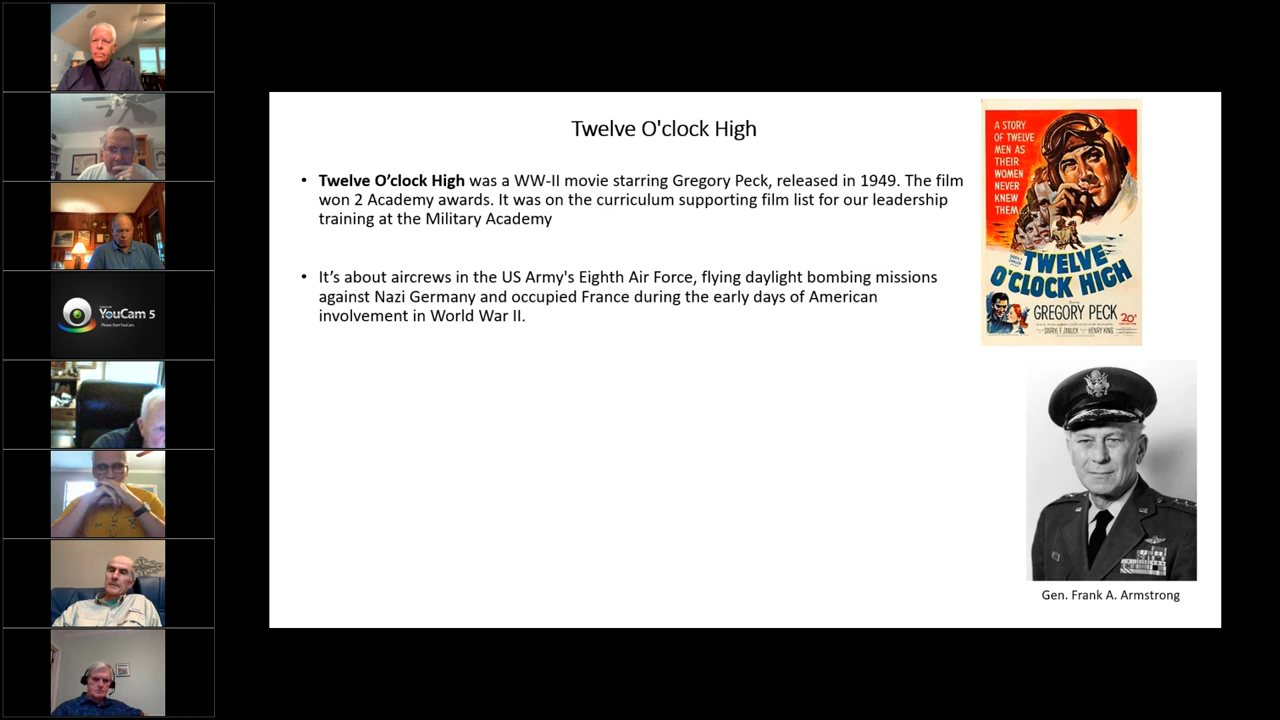 Twelve O'clock High
• Twelve O’clock High was a WW-II movie starring Gregory Peck, released in 1949. The film
won 2 Academy awards. It was on the curriculum supporting film list for our leadership
training at the Military Academy
• It’s about aircrews in the US Army's Eighth Air Force, flying daylight bombing missions
against Nazi Germany and occupied France during the early days of American
involvement in World War II.
A STORY
OF TWELVE
MEN AS
THEIR
WOMEN
NEVER
KNEW
THEM..
TWELVE
O'CLOCK HIGH
GREGORY PECK
DARRYL F. ZANUCK HENRY KING
Gen. Frank A. Armstrong
YouCam 5
Please Start YouCam